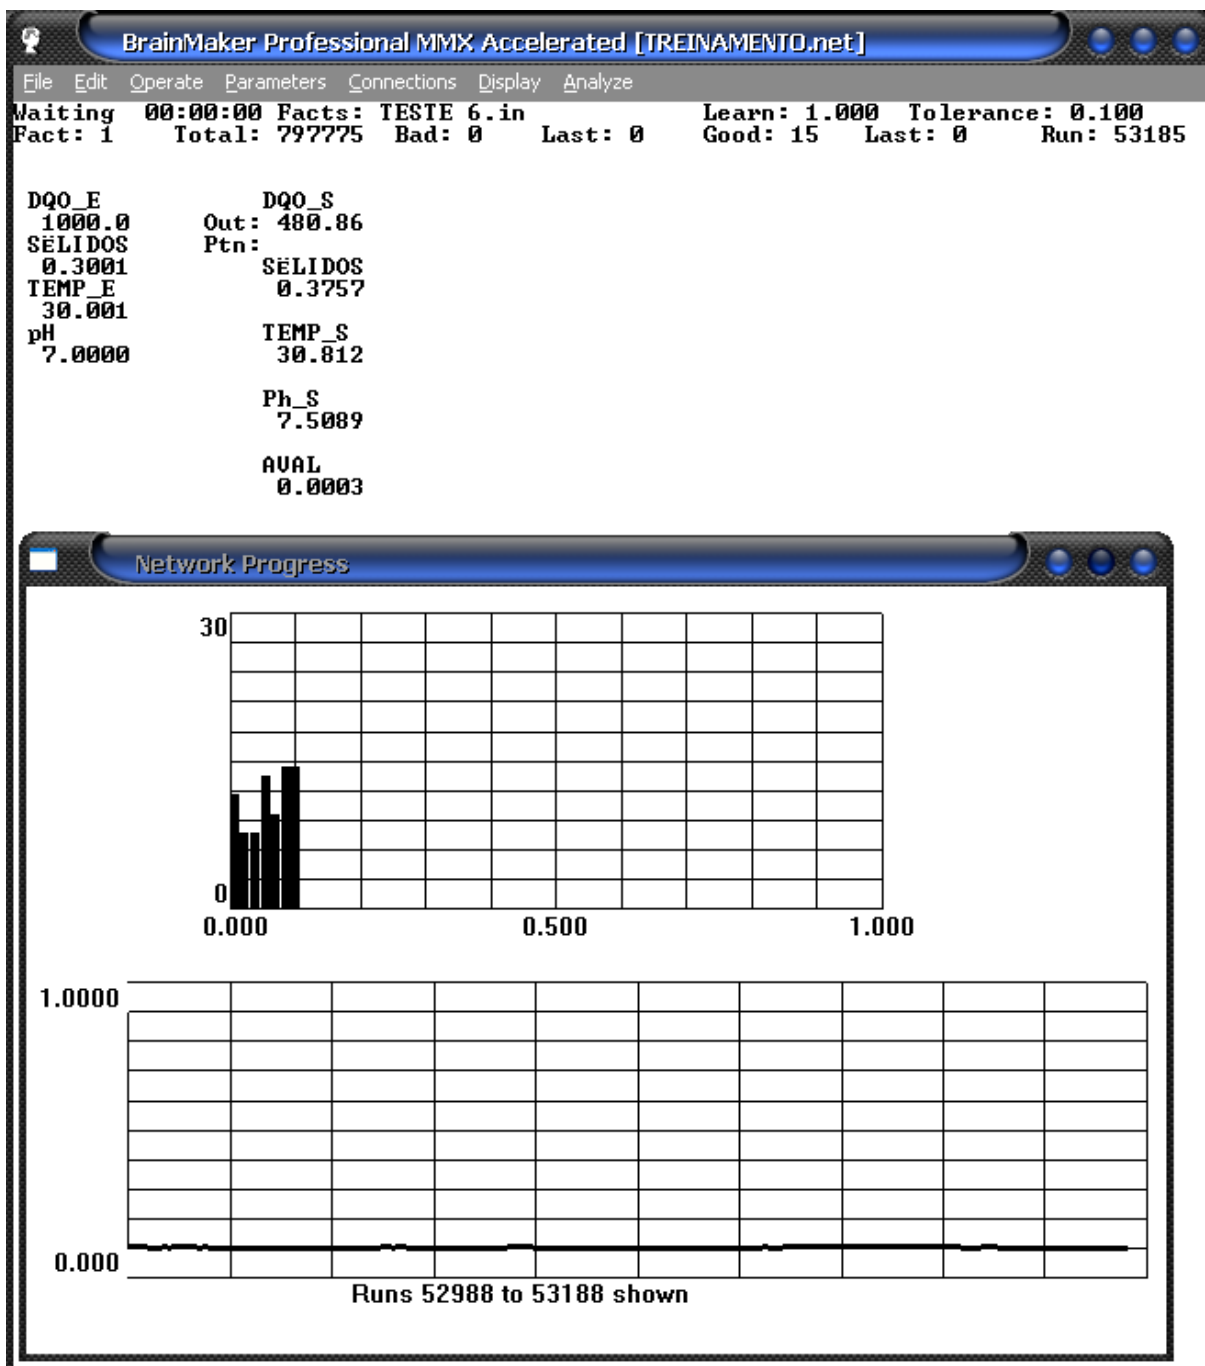 BrainMaker Professional MMX Accelerated [TREINAMENTO.net]
File Edit Operate Parameters Connections Display Analyze
Waiting 00:00:00 Facts: TESTE 6.in Learn: 1.000 Tolerance: 0.100
Fact: 1 Total: 797775 Bad: 0 Last: 0 Good: 15 Last: 0 Run: 53185
DQO_E DQO_S
1000.0 Out: 480.86
SËLIDOS Ptn:
0.3001 SËLIDOS
TEMP_E 0.3757
30.001
pH TEMP_S
7.0000 30.812
Ph_S
7.5089
AVAL
0.0003
Network Progress
30
0
0.000 0.500 1.000
1.0000
0.000
Runs 52988 to 53188 shown